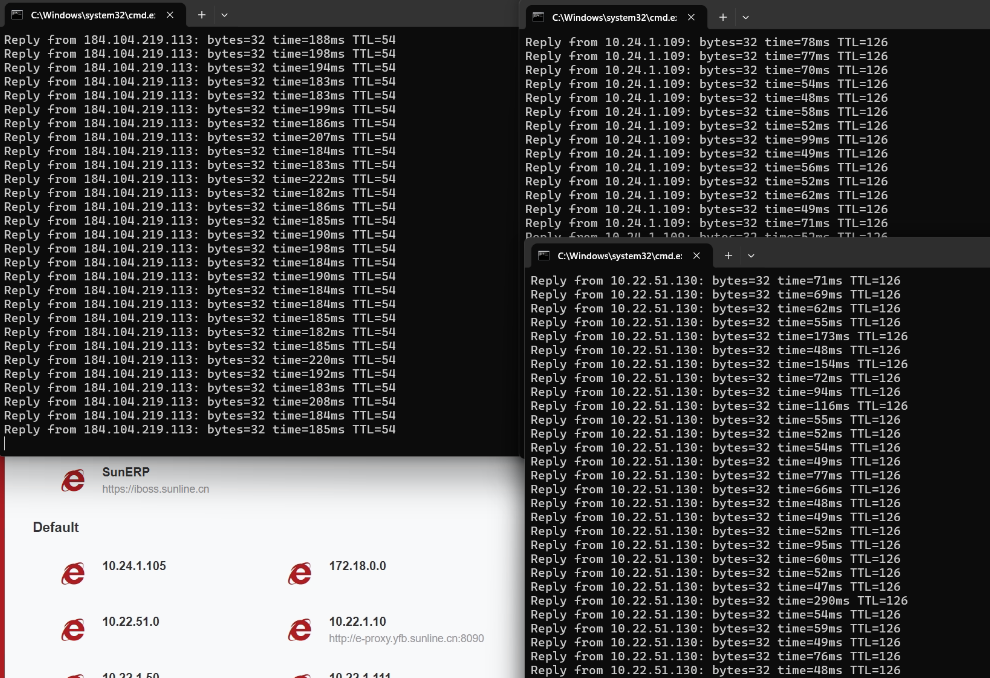 C:\Windows\system32\cmd.e:
Reply from 184.104.219.113: bytes=32 time=188ms TTL=54
Reply from 184.104.219.113: bytes=32 time=198ms TTL=54
Reply from 184.104.219.113: bytes=32 time=194ms TTL=54
Reply from 184.104.219.113: bytes=32 time=183ms TTL=54
Reply from 184.104.219.113: bytes=32 time=183ms TTL=54
Reply from 184.104.219.113: bytes=32 time=199ms TTL=54
Reply from 184.104.219.113: bytes=32 time=186ms TTL=54
Reply from 184.104.219.113: bytes=32 time=207ms TTL=54
Reply from 184.104.219.113: bytes=32 time=184ms TTL=54
Reply from 184.104.219.113: bytes=32 time=183ms TTL=54
Reply from 184.104.219.113: bytes=32 time=222ms TTL=54
Reply from 184.104.219.113: bytes=32 time=182ms TTL=54
Reply from 184.104.219.113: bytes=32 time=186ms TTL=54
Reply from 184.104.219.113: bytes=32 time=185ms TTL=54
Reply from 184.104.219.113: bytes=32 time=190ms TTL=54
Reply from 184.104.219.113: bytes=32 time=198ms TTL=54
Reply from 184.104.219.113: bytes=32 time=184ms TTL=54
Reply from 184.104.219.113: bytes=32 time=190ms TTL=54
Reply from 184.104.219.113: bytes=32 time=184ms TTL=54
Reply from 184.104.219.113: bytes=32 time=184ms TTL=54
Reply from 184.104.219.113: bytes=32 time=185ms TTL=54
Reply from 184.104.219.113: bytes=32 time=182ms TTL=54
Reply from 184.104.219.113: bytes=32 time=185ms TTL=54
Reply from 184.104.219.113: bytes=32 time=220ms TTL=54
Reply from 184.104.219.113: bytes=32 time=192ms TTL=54
Reply from 184.104.219.113: bytes=32 time=183ms TTL=54
Reply from 184.104.219.113: bytes=32 time=208ms TTL=54
Reply from 184.104.219.113: bytes=32 time=184ms TTL=54
Reply from 184.104.219.113: bytes=32 time=185ms TTL=54
C:\Windows\system32\cmd.e:
Reply from 10.24.1.109: bytes=32 time=78ms TTL=126
Reply from 10.24.1.109: bytes=32 time=77ms TTL=126
Reply from 10.24.1.109: bytes=32 time=70ms TTL=126
Reply from 10.24.1.109: bytes=32 time=54ms TTL=126
Reply from 10.24.1.109: bytes=32 time=48ms TTL=126
Reply from 10.24.1.109: bytes=32 time=58ms TTL=126
Reply from 10.24.1.109: bytes=32 time=52ms TTL=126
Reply from 10.24.1.109: bytes=32 time=99ms TTL=126
Reply from 10.24.1.109: bytes=32 time=49ms TTL=126
Reply from 10.24.1.109: bytes=32 time=56ms TTL=126
Reply from 10.24.1.109: bytes=32 time=52ms TTL=126
Reply from 10.24.1.109: bytes=32 time=62ms TTL=126
Reply from 10.24.1.109: bytes=32 time=49ms TTL=126
Reply from 10.24.1.109: bytes=32 time=71ms TTL=126
C:\Windows\system32\cmd.e:
Reply from 10.22.51.130: bytes=32 time=71ms TTL=126
Reply from 10.22.51.130: bytes=32 time=69ms TTL=126
Reply from 10.22.51.130: bytes=32 time=62ms TTL=126
Reply from 10.22.51.130: bytes=32 time=55ms TTL=126
Reply from 10.22.51.130: bytes=32 time=173ms TTL=126
Reply from 10.22.51.130: bytes=32 time=48ms TTL=126
Reply from 10.22.51.130: bytes=32 time=154ms TTL=126
Reply from 10.22.51.130: bytes=32 time=72ms TTL=126
Reply from 10.22.51.130: bytes=32 time=94ms TTL=126
Reply from 10.22.51.130: bytes=32 time=116ms TTL=126
Reply from 10.22.51.130: bytes=32 time=55ms TTL=126
Reply from 10.22.51.130: bytes=32 time=52ms TTL=126
Reply from 10.22.51.130: bytes=32 time=54ms TTL=126
Reply from 10.22.51.130: bytes=32 time=49ms TTL=126
Reply from 10.22.51.130: bytes=32 time=77ms TTL=126
Reply from 10.22.51.130: bytes=32 time=66ms TTL=126
Reply from 10.22.51.130: bytes=32 time=48ms TTL=126
Reply from 10.22.51.130: bytes=32 time=49ms TTL=126
Reply from 10.22.51.130: bytes=32 time=52ms TTL=126
Reply from 10.22.51.130: bytes=32 time=95ms TTL=126
Reply from 10.22.51.130: bytes=32 time=60ms TTL=126
Reply from 10.22.51.130: bytes=32 time=52ms TTL=126
Reply from 10.22.51.130: bytes=32 time=47ms TTL=126
Reply from 10.22.51.130: bytes=32 time=290ms TTL=126
Reply from 10.22.51.130: bytes=32 time=54ms TTL=126
Reply from 10.22.51.130: bytes=32 time=59ms TTL=126
Reply from 10.22.51.130: bytes=32 time=49ms TTL=126
Reply from 10.22.51.130: bytes=32 time=76ms TTL=126
Reply from 10.22.51.130: bytes=32 time=48ms TTL=126
SunERP
https://iboss.sunline.cn
Default
10.24.1.105
172.18.0.0
10.22.51.0
10.22.1.10
http://e-proxy.yfb.sunline.cn:8090